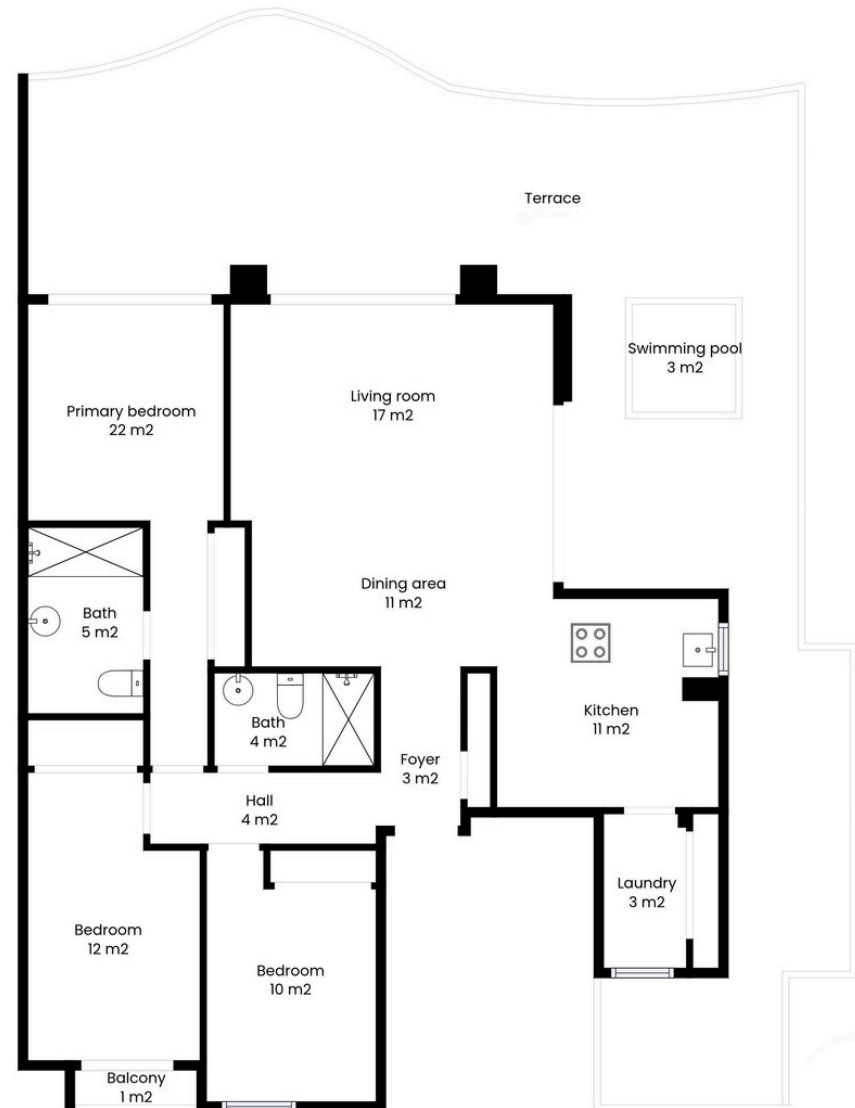 Terrace
Swimming pool
3 m2
Living room
17 m2
Primary bedroom
22 m2
Dining area
11 m2
Bath
5 m2
Kitchen
11 m2
Bath
4 m2
Foyer
3 m2
Hall
4 m2
Laundry
3 m2
Bedroom
12 m2
Bedroom
10 m2
Balcony
1 m2